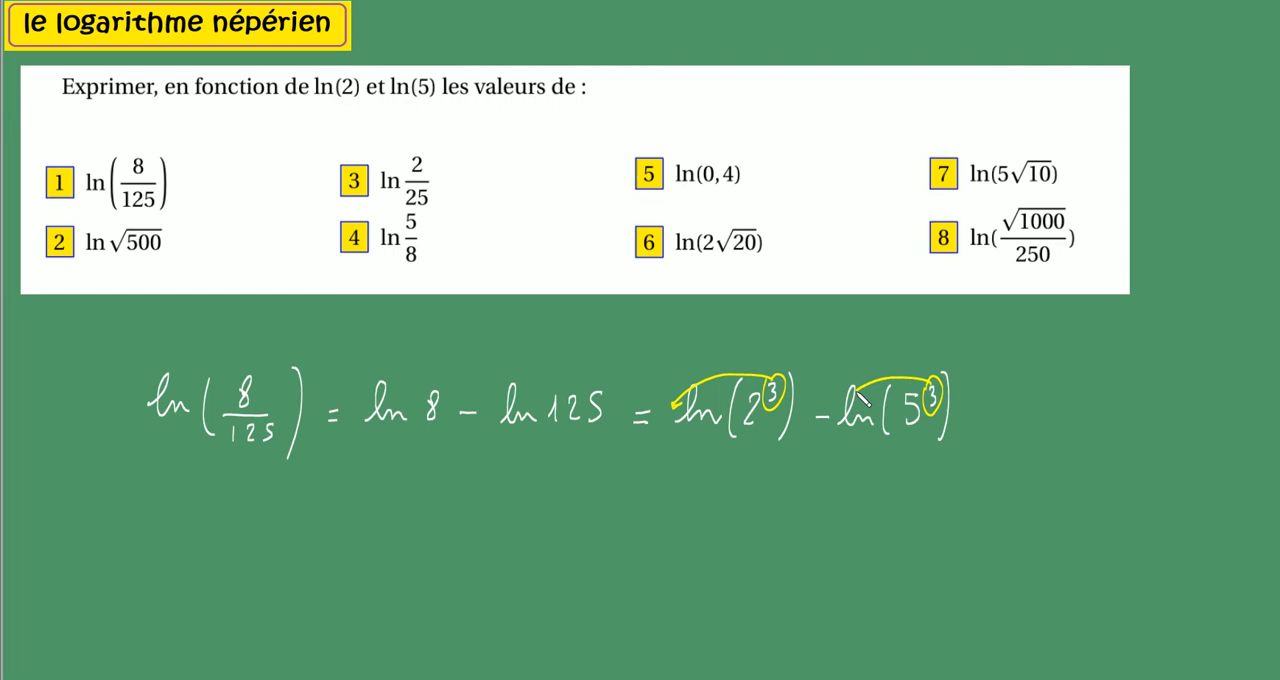 le logarithme népérien
Exprimer, en fonction de ln(2) et ln(5) les valeurs de :
1 ln(8/125)
2 ln√500
3 ln 2/25
4 ln 5/8
5 ln(0,4)
6 ln(2√20)
7 ln(5√10)
8 ln(√1000/250)
ln(8/125) = ln 8 - ln 125 = ln(2³) - ln(5³)